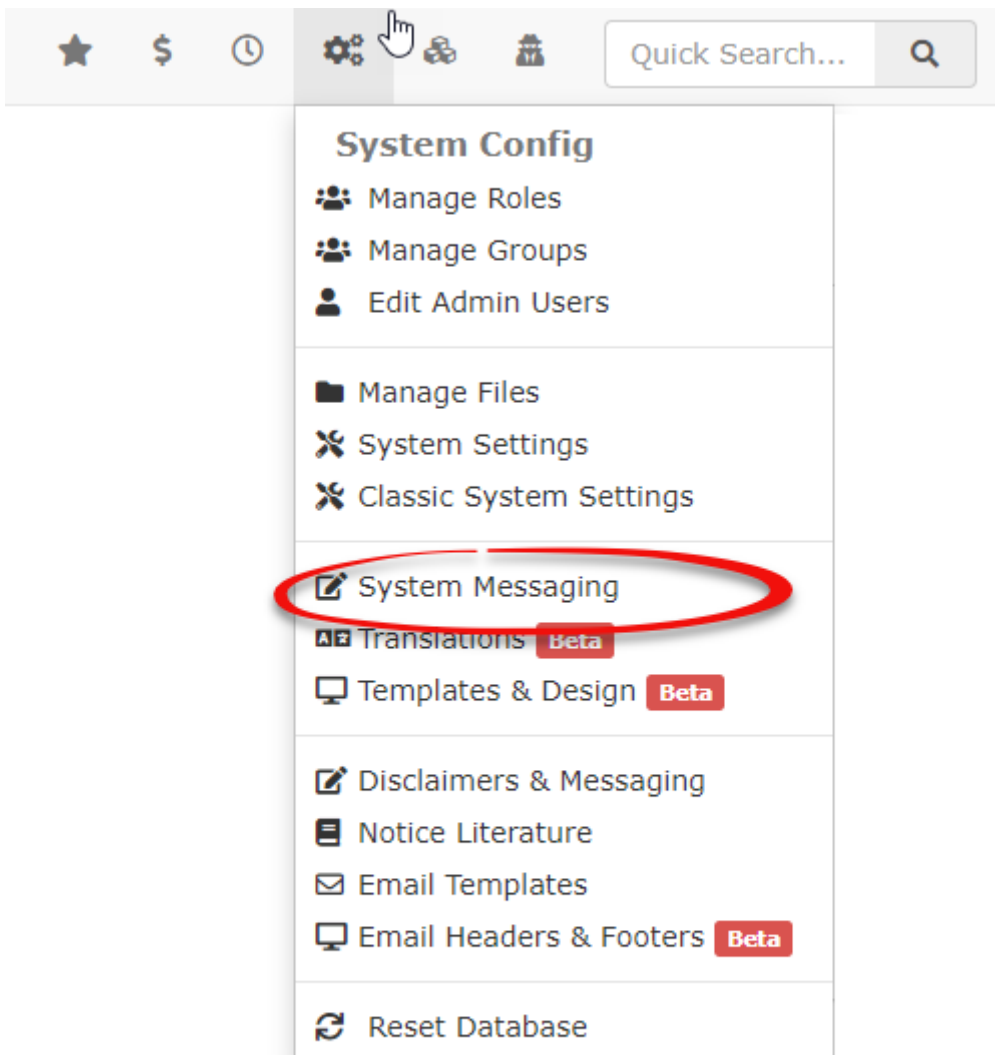 $
Quick Search...
System Config
Manage Roles
Manage Groups
Edit Admin Users
Manage Files
System Settings
Classic System Settings
System Messaging
Translations Beta
Templates & Design Beta
Disclaimers & Messaging
Notice Literature
Email Templates
Email Headers & Footers Beta
Reset Database